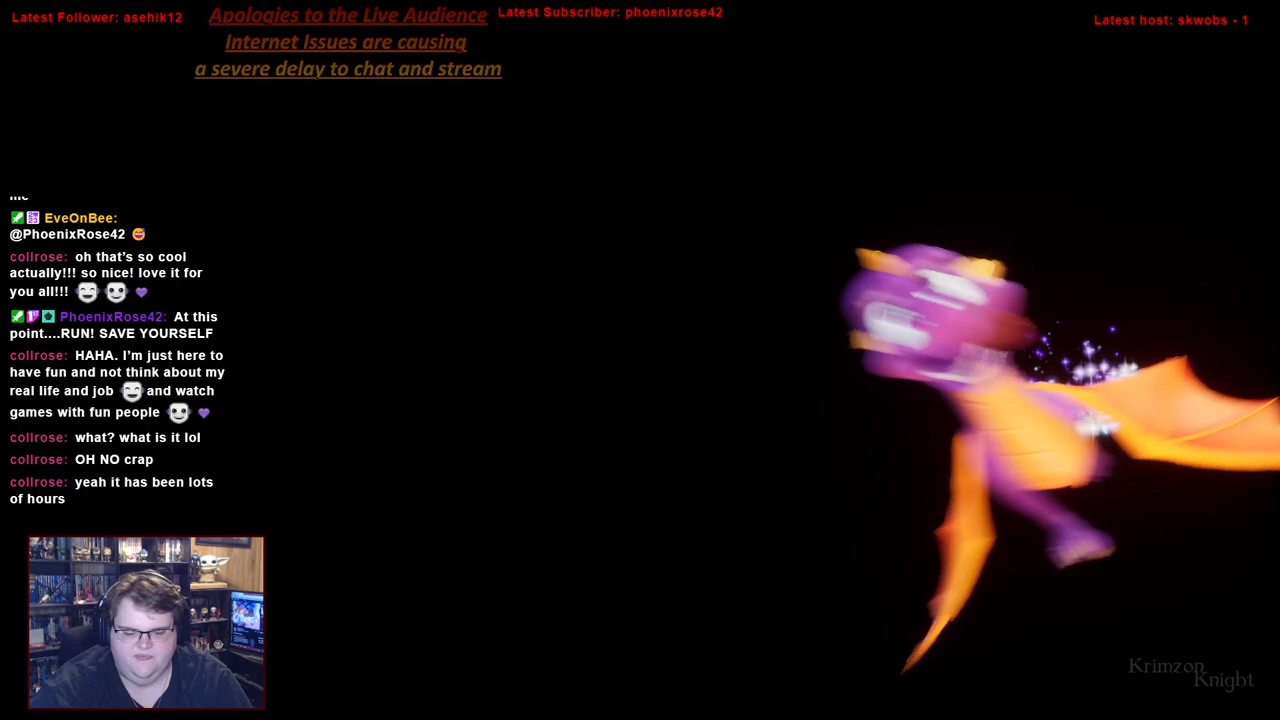 Latest Follower: asehik12
Apologies to the Live Audience
Internet Issues are causing
a severe delay to chat and stream
Latest Subscriber: phoenixrose42
Latest host: skwobs - 1
EveOnBee:
@PhoenixRose42
collrose: oh that's so cool
actually!!! so nice! love it for
you all!!!
PhoenixRose42: At this
point....RUN! SAVE YOURSELF
collrose: HAHA. I'm just here to
have fun and not think about my
real life and job and watch
games with fun people
collrose: what? what is it lol
collrose: OH NO crap
collrose: yeah it has been lots
of hours
Krimzon
Knight